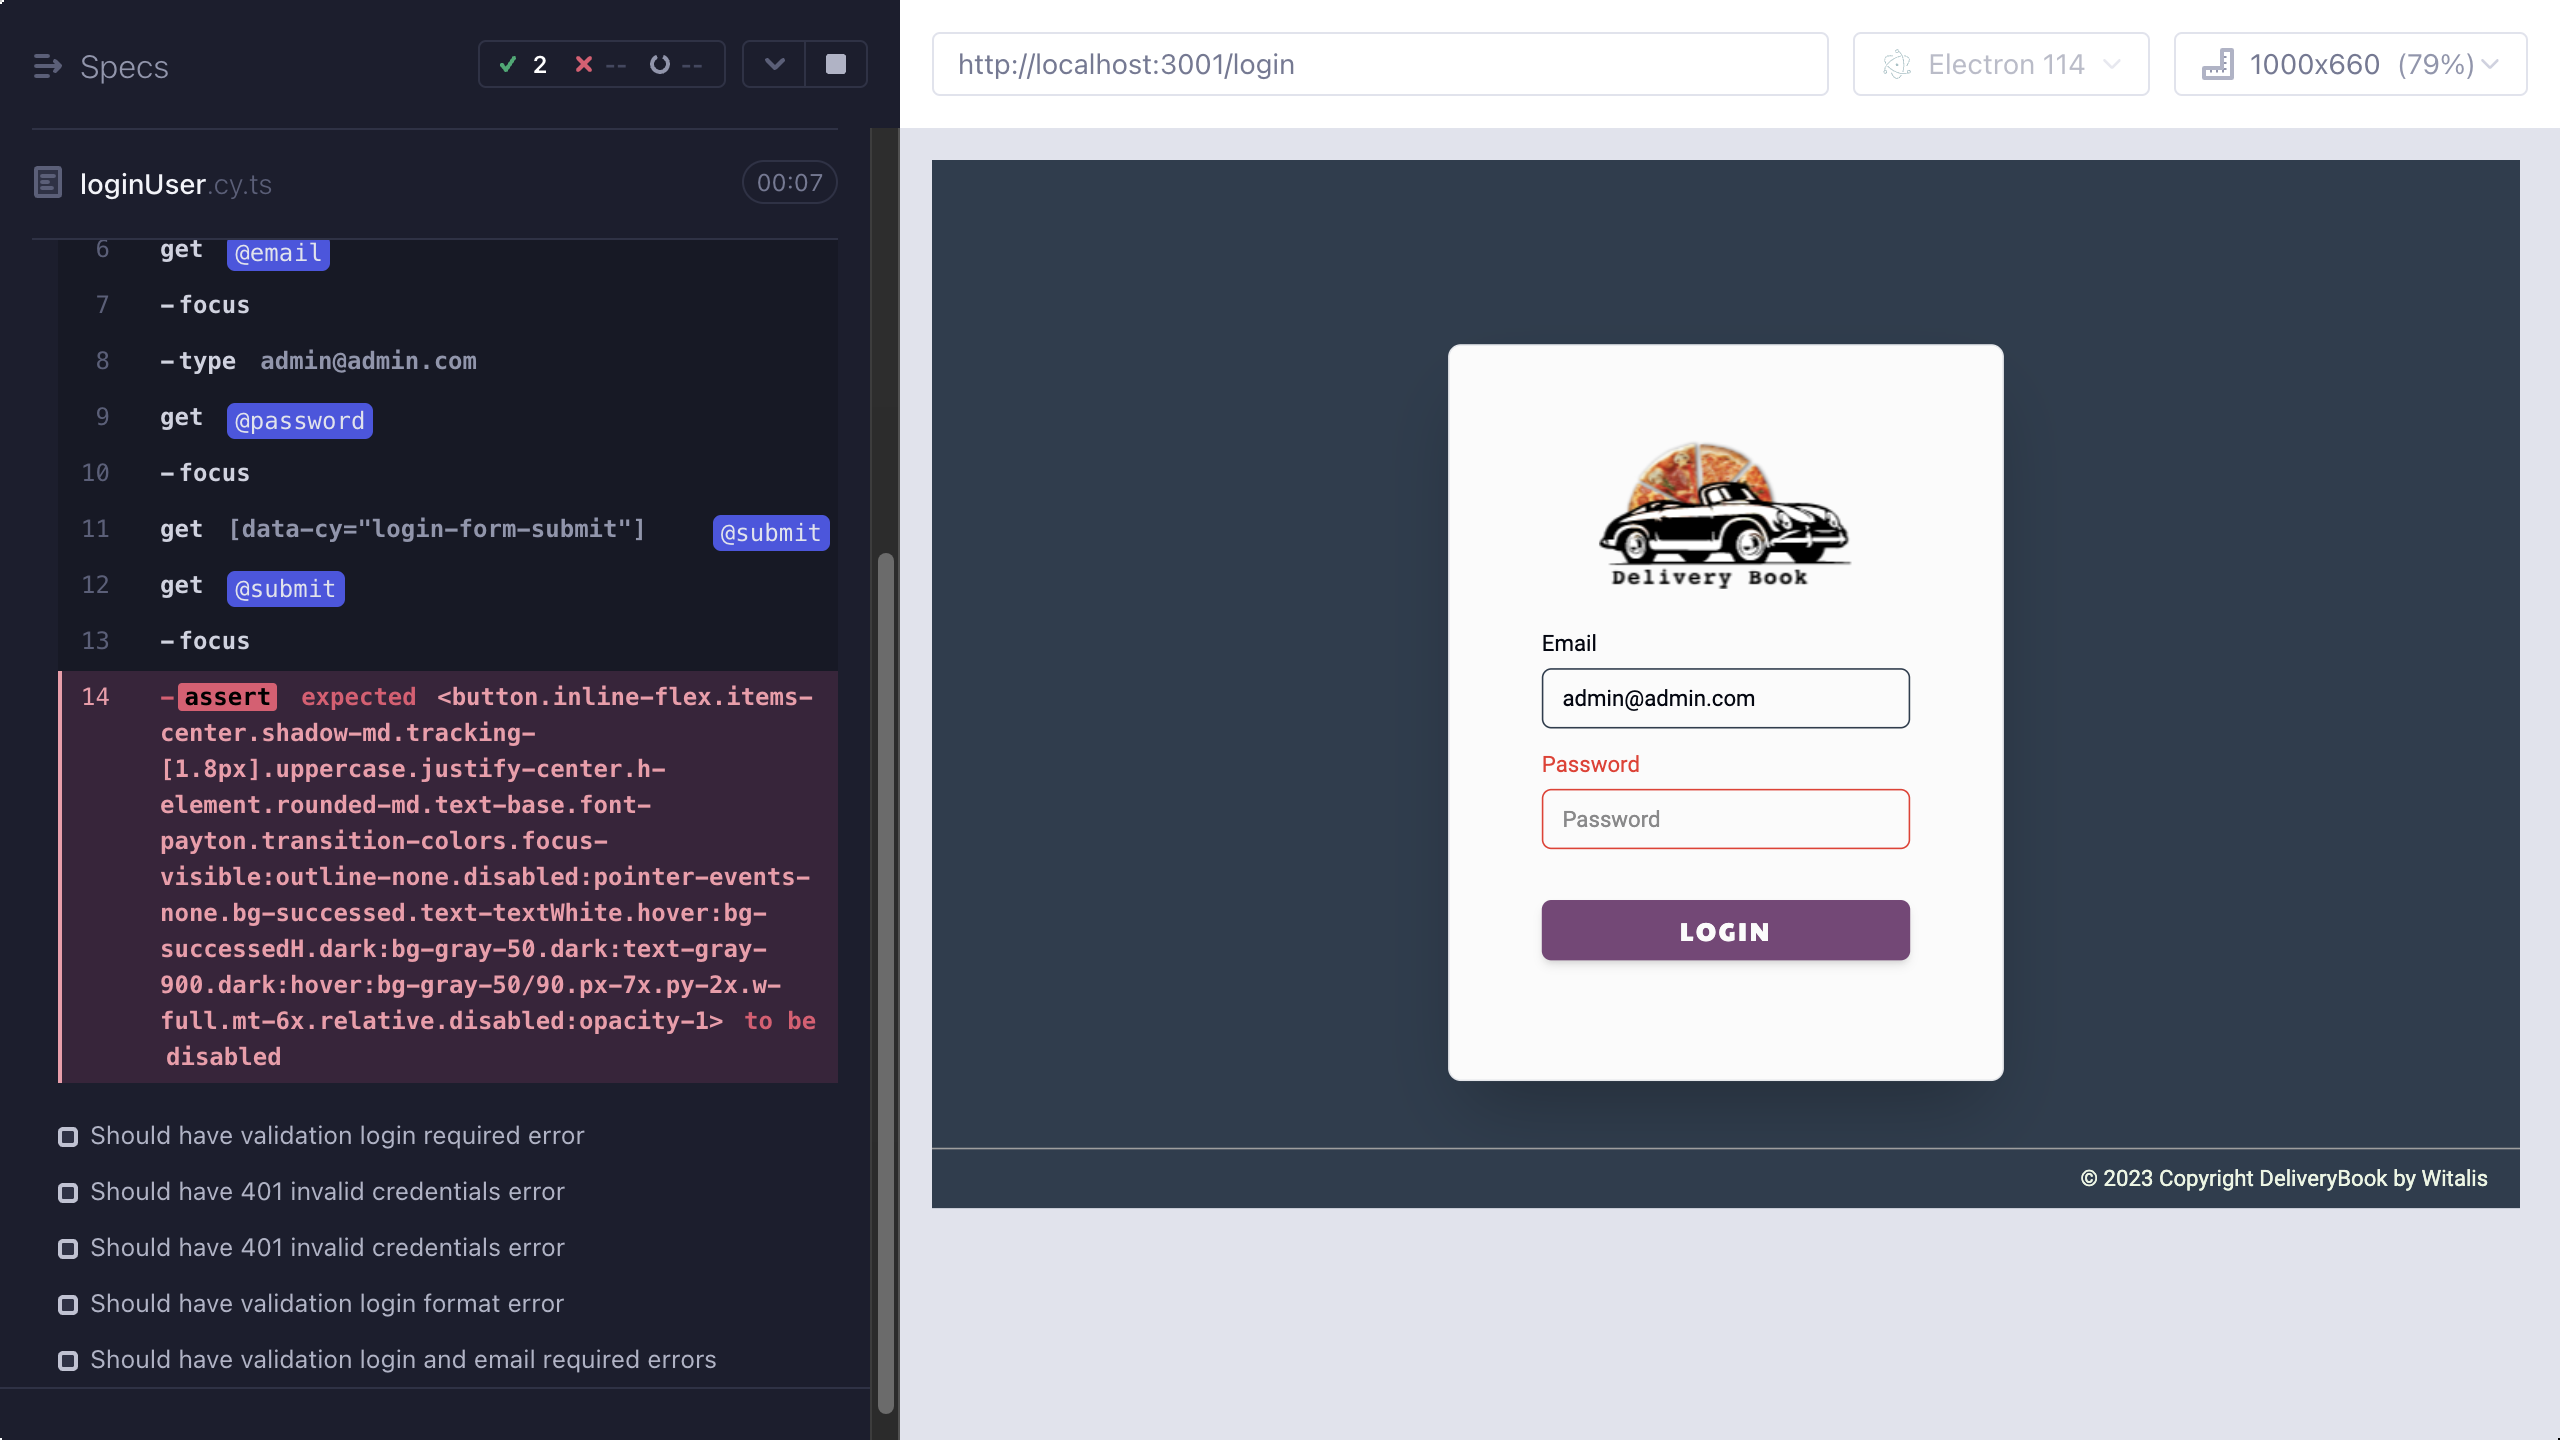 Specs
2 -- --
loginUser.cy.ts
00:07
6 get @email
7 -focus
8 -type admin@admin.com
9 get @password
10 -focus
11 get [data-cy="login-form-submit"] @submit
12 get @submit
13 -focus
14 -assert expected <button.inline-flex.items-
center.shadow-md.tracking-
[1.8px].uppercase.justify-center.h-
element.rounded-md.text-base.font-
payton.transition-colors.focus-
visible:outline-none.disabled:pointer-events-
none.bg-successed.text-textWhite.hover:bg-
successedH.dark:bg-gray-50.dark:text-gray-
900.dark:hover:bg-gray-50/90.px-7x.py-2x.w-
full.mt-6x.relative.disabled:opacity-1> to be
disabled
Should have validation login required error
Should have 401 invalid credentials error
Should have 401 invalid credentials error
Should have validation login format error
Should have validation login and email required errors
http://localhost:3001/login
Electron 114
1000x660 (79%)
Delivery Book
Email
admin@admin.com
Password
Password
LOGIN
© 2023 Copyright DeliveryBook by Witalis